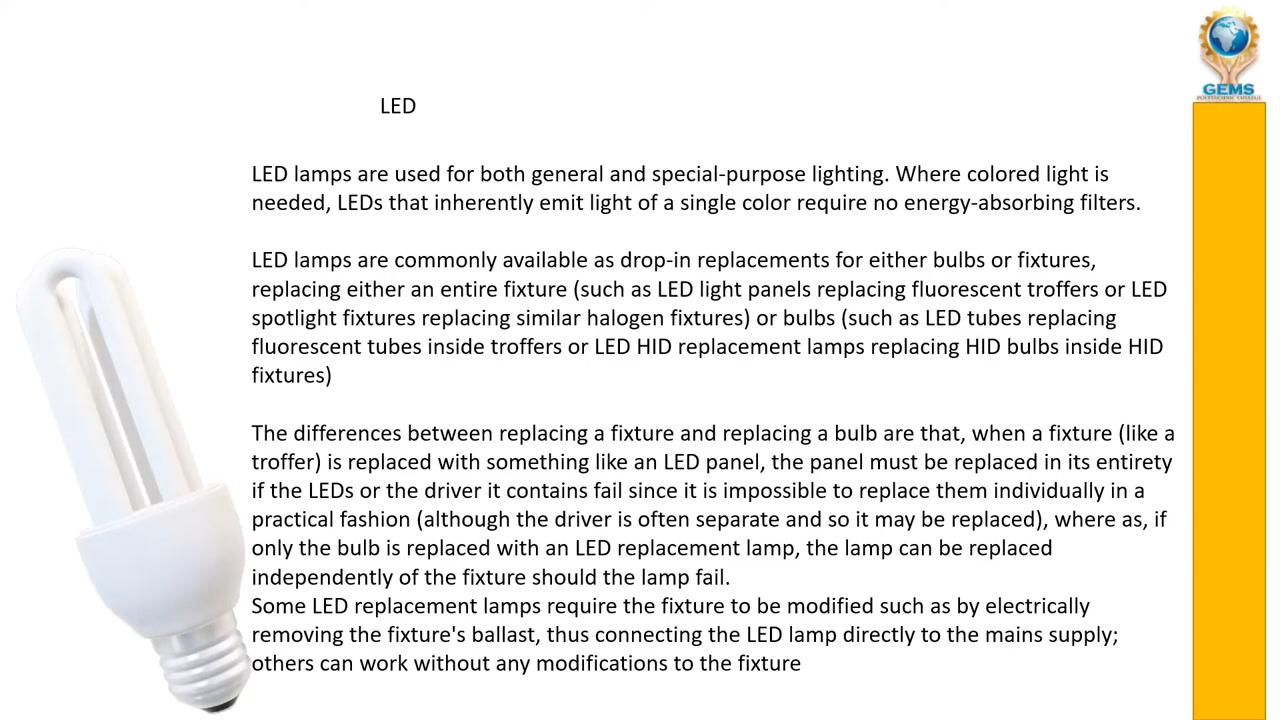 GEMS
POLYTECHNIC COLLEGE
LED
LED lamps are used for both general and special-purpose lighting. Where colored light is
needed, LEDs that inherently emit light of a single color require no energy-absorbing filters.
LED lamps are commonly available as drop-in replacements for either bulbs or fixtures,
replacing either an entire fixture (such as LED light panels replacing fluorescent troffers or LED
spotlight fixtures replacing similar halogen fixtures) or bulbs (such as LED tubes replacing
fluorescent tubes inside troffers or LED HID replacement lamps replacing HID bulbs inside HID
fixtures)
The differences between replacing a fixture and replacing a bulb are that, when a fixture (like a
troffer) is replaced with something like an LED panel, the panel must be replaced in its entirety
if the LEDs or the driver it contains fail since it is impossible to replace them individually in a
practical fashion (although the driver is often separate and so it may be replaced), where as, if
only the bulb is replaced with an LED replacement lamp, the lamp can be replaced
independently of the fixture should the lamp fail.
Some LED replacement lamps require the fixture to be modified such as by electrically
removing the fixture's ballast, thus connecting the LED lamp directly to the mains supply;
others can work without any modifications to the fixture